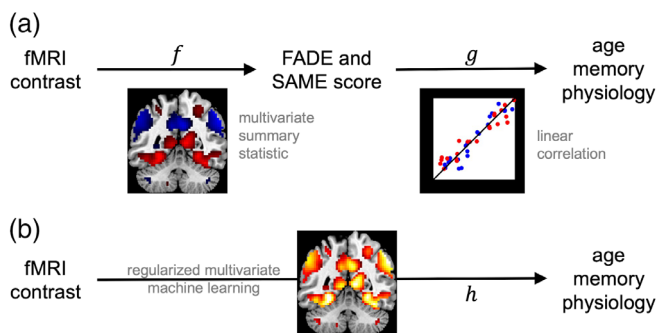 (a)
fMRI
contrast
f
FADE and
SAME score
g
age
memory
physiology
multivariate
summary
statistic
linear
correlation
(b)
fMRI
contrast
regularized multivariate
machine learning
h
age
memory
physiology